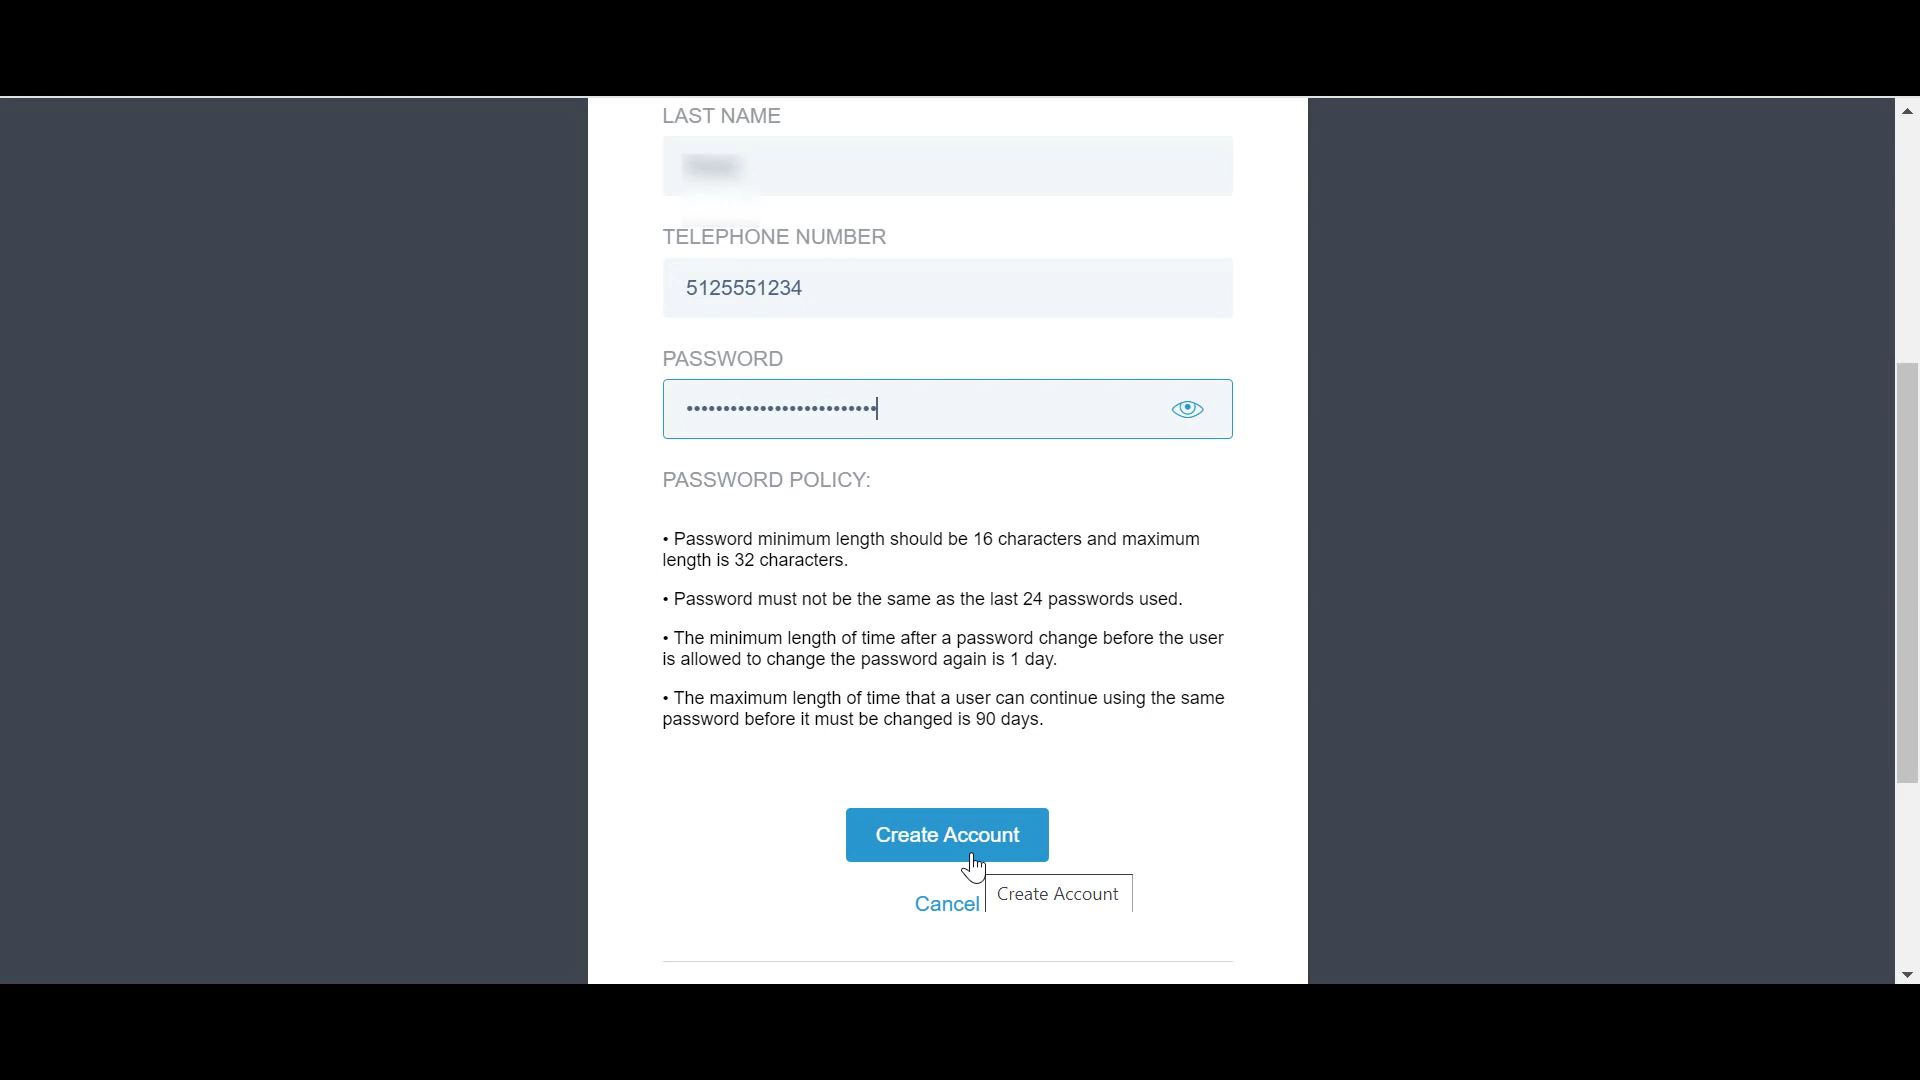 LAST NAME
TELEPHONE NUMBER
5125551234
PASSWORD
••••••••••••••••••••••••••
PASSWORD POLICY:
• Password minimum length should be 16 characters and maximum
length is 32 characters.
• Password must not be the same as the last 24 passwords used.
• The minimum length of time after a password change before the user
is allowed to change the password again is 1 day.
• The maximum length of time that a user can continue using the same
password before it must be changed is 90 days.
Create Account
Create Account
Cancel